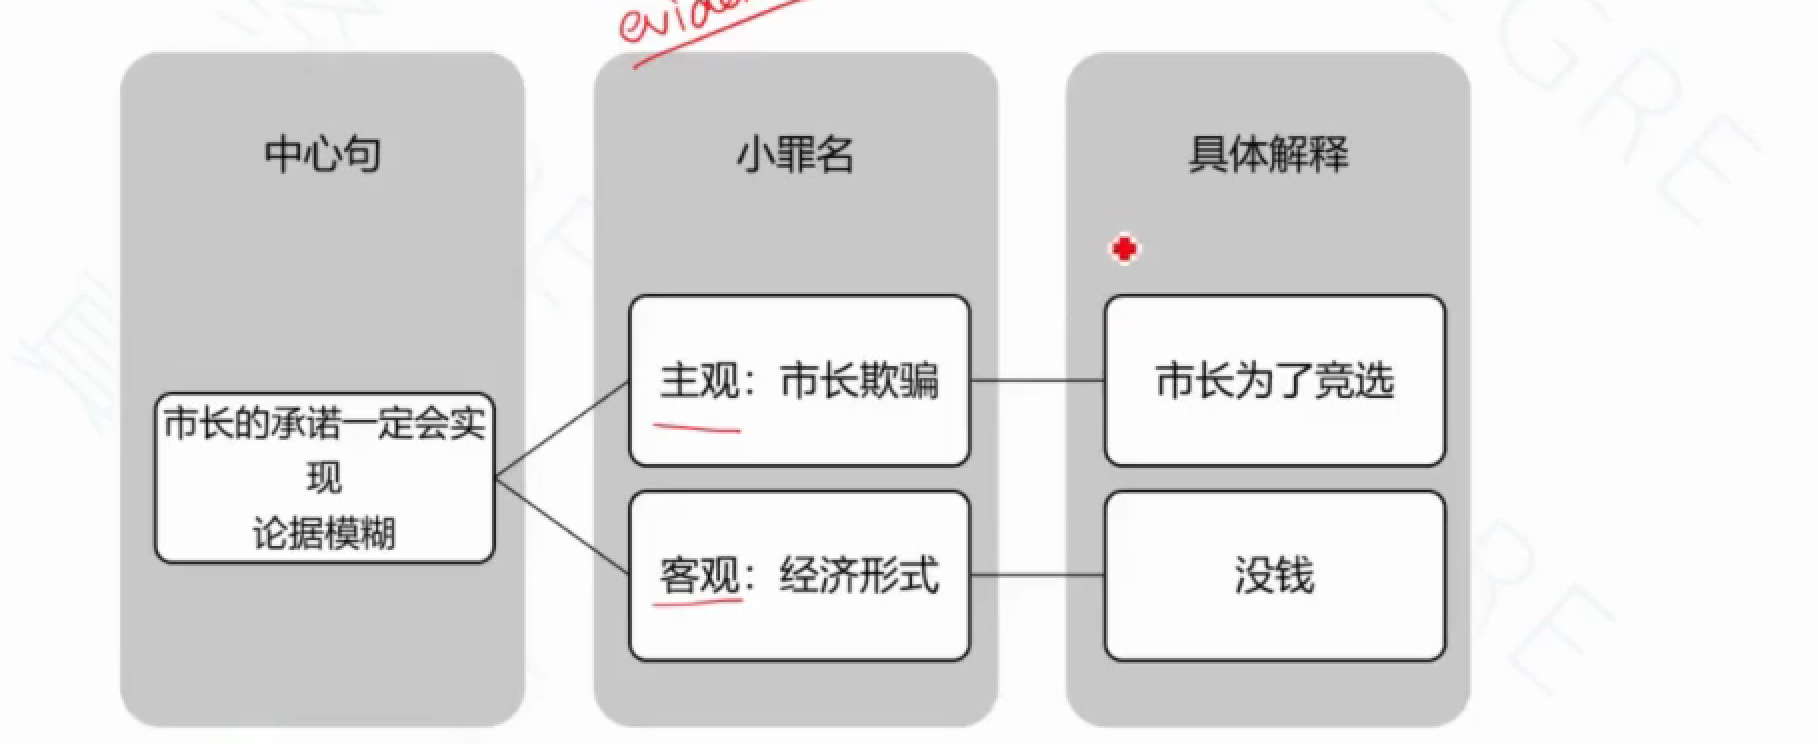 中心句
小罪名
具体解释
市长的承诺一定会实
现
论据模糊
主观：市长欺骗
市长为了竞选
客观：经济形式
没钱
GRE